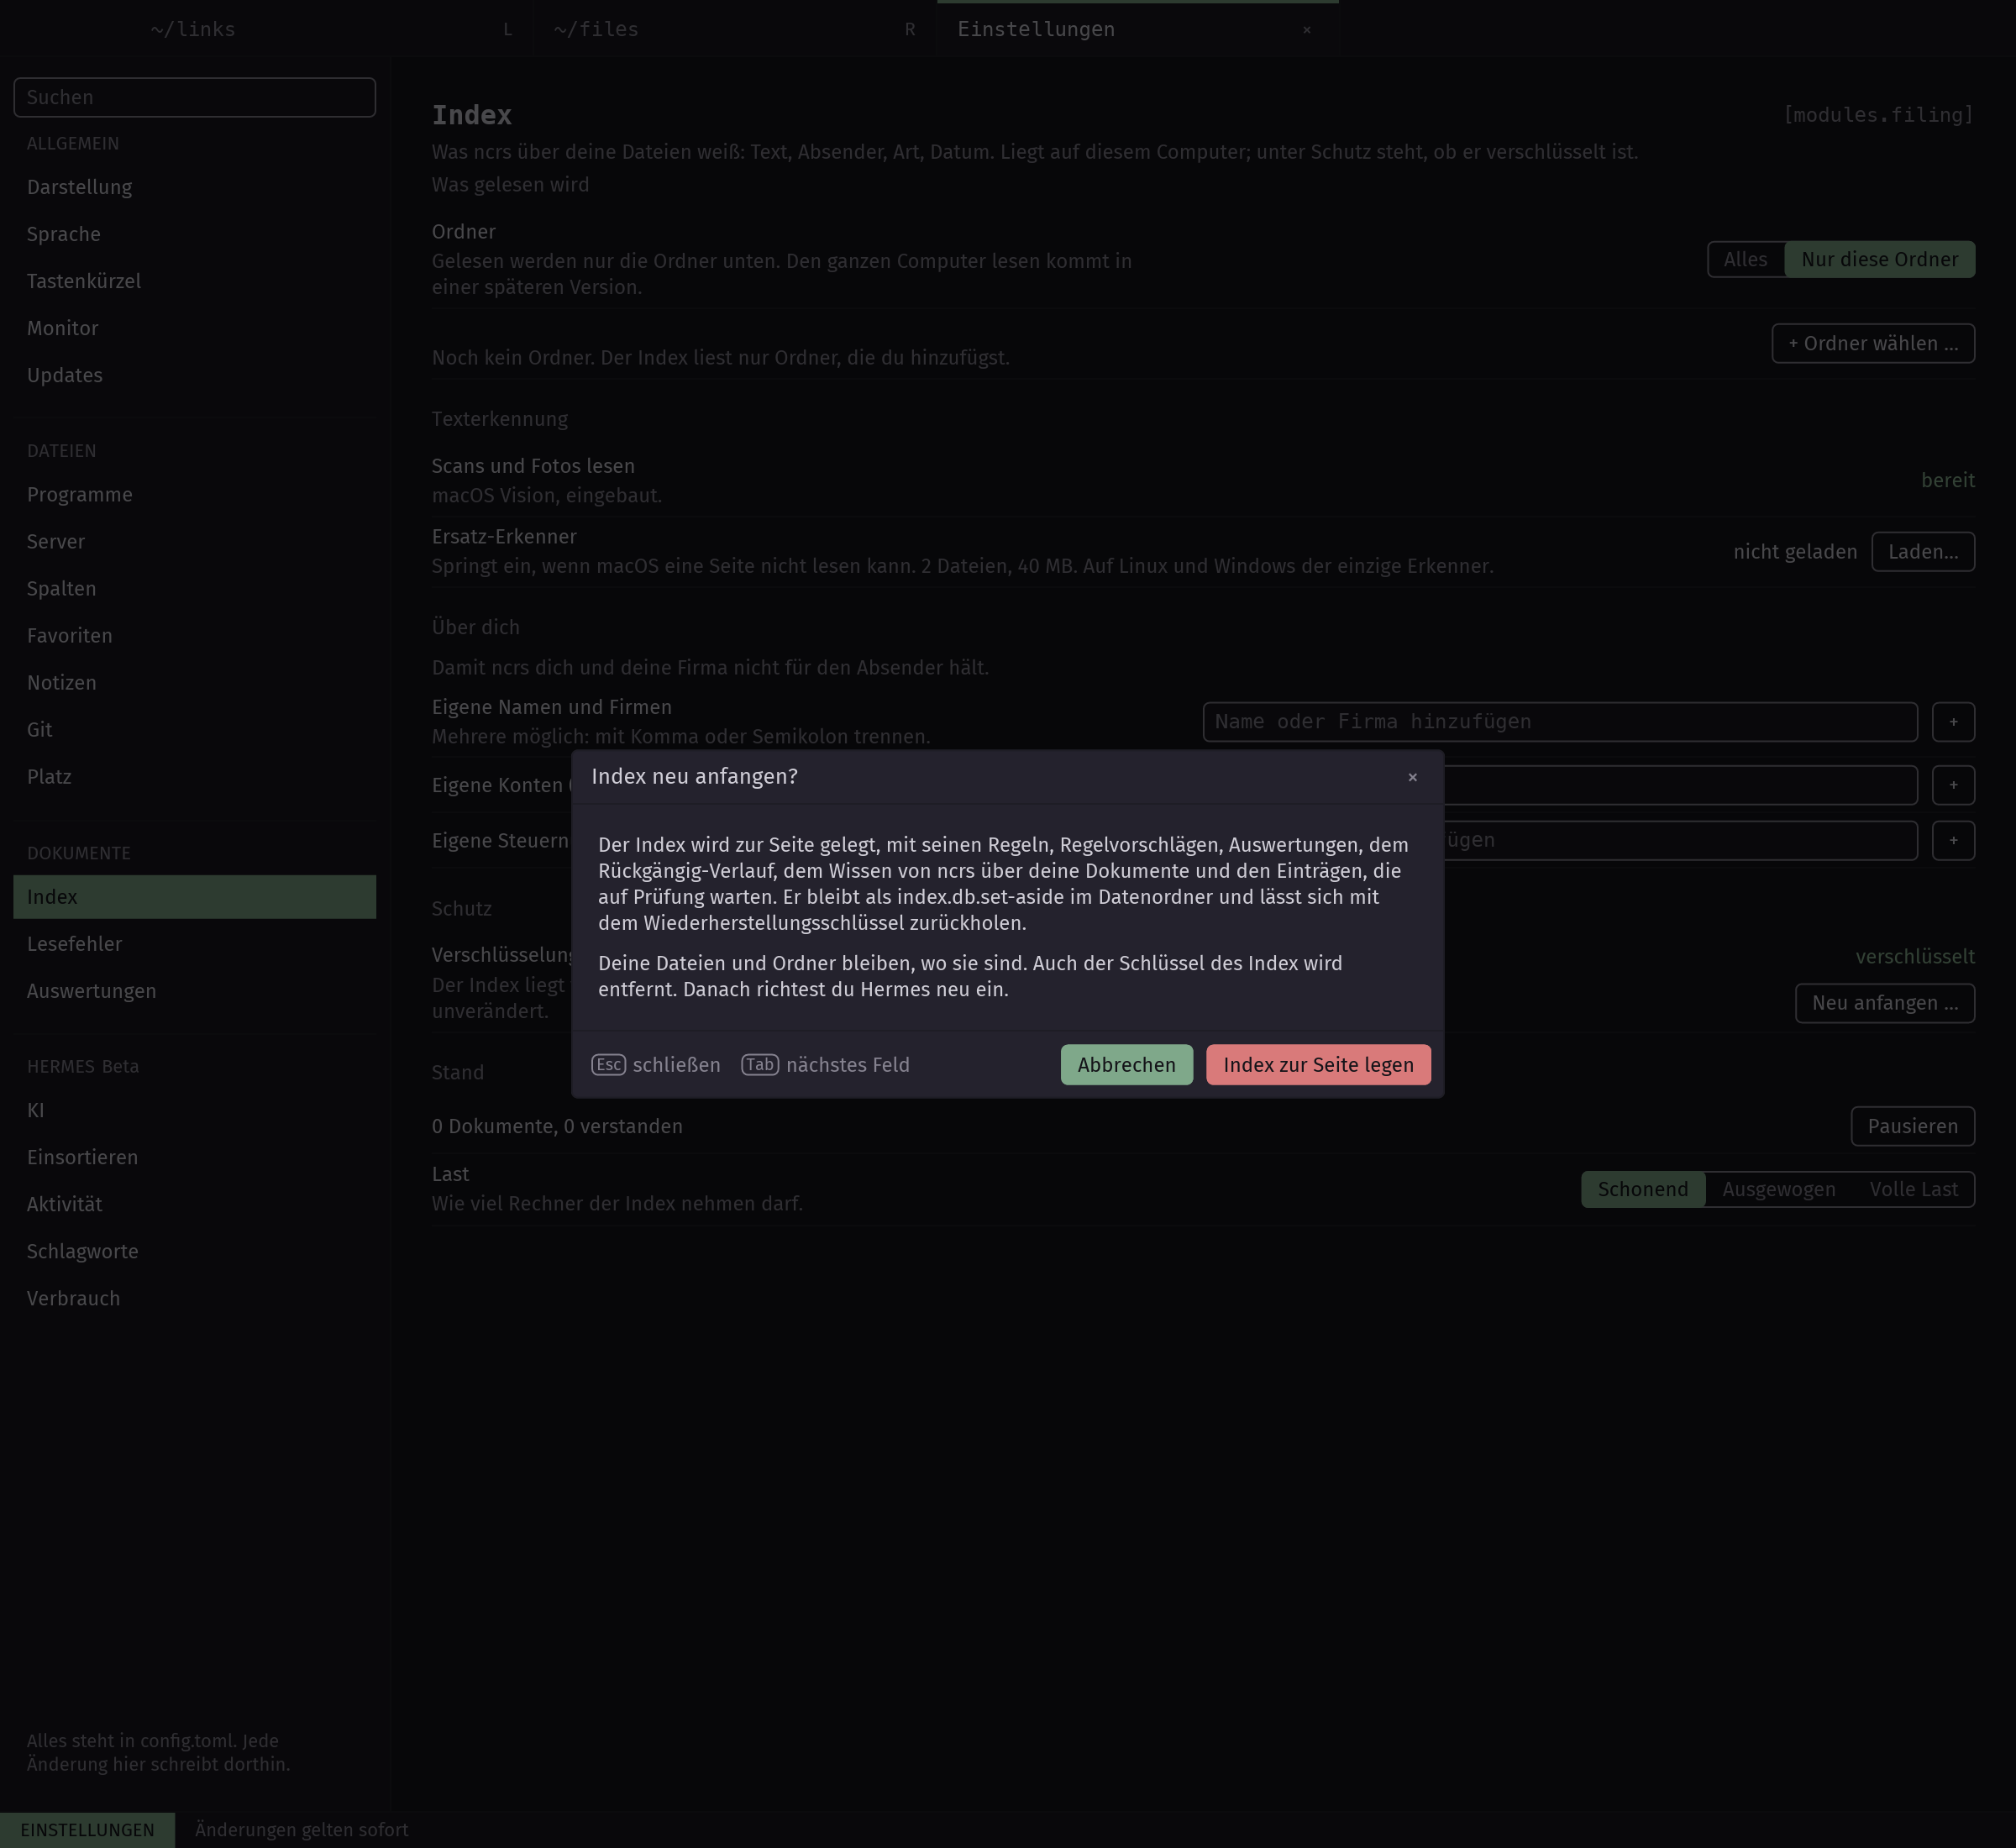 ~/links L ~/files R Einstellungen ×
Suchen
ALLGEMEIN
Darstellung
Sprache
Tastenkürzel
Monitor
Updates
DATEIEN
Programme
Server
Spalten
Favoriten
Notizen
Git
Platz
DOKUMENTE
Index
Lesefehler
Auswertungen
HERMES Beta
KI
Einsortieren
Aktivität
Schlagworte
Verbrauch
Alles steht in config.toml. Jede
Änderung hier schreibt dorthin.
Index [modules.filing]
Was ncrs über deine Dateien weiß: Text, Absender, Art, Datum. Liegt auf diesem Computer; unter Schutz steht, ob er verschlüsselt ist.
Was gelesen wird
Ordner
Gelesen werden nur die Ordner unten. Den ganzen Computer lesen kommt in
einer späteren Version.
Alles Nur diese Ordner
Noch kein Ordner. Der Index liest nur Ordner, die du hinzufügst.
+ Ordner wählen ...
Texterkennung
Scans und Fotos lesen
macOS Vision, eingebaut.
bereit
Ersatz-Erkenner
Springt ein, wenn macOS eine Seite nicht lesen kann. 2 Dateien, 40 MB. Auf Linux und Windows der einzige Erkenner.
nicht geladen Laden...
Über dich
Damit ncrs dich und deine Firma nicht für den Absender hält.
Eigene Namen und Firmen
Mehrere möglich: mit Komma oder Semikolon trennen.
Name oder Firma hinzufügen +
Eigene Konten +
Eigene Steuern ügen +
Schutz
Verschlüsselung
verschlüsselt
Der Index liegt
unverändert.
Neu anfangen ...
Index neu anfangen? ×
Der Index wird zur Seite gelegt, mit seinen Regeln, Regelvorschlägen, Auswertungen, dem
Rückgängig-Verlauf, dem Wissen von ncrs über deine Dokumente und den Einträgen, die
auf Prüfung warten. Er bleibt als index.db.set-aside im Datenordner und lässt sich mit
dem Wiederherstellungsschlüssel zurückholen.
Deine Dateien und Ordner bleiben, wo sie sind. Auch der Schlüssel des Index wird
entfernt. Danach richtest du Hermes neu ein.
Esc schließen Tab nächstes Feld Abbrechen Index zur Seite legen
Stand
0 Dokumente, 0 verstanden Pausieren
Last
Wie viel Rechner der Index nehmen darf.
Schonend Ausgewogen Volle Last
EINSTELLUNGEN Änderungen gelten sofort